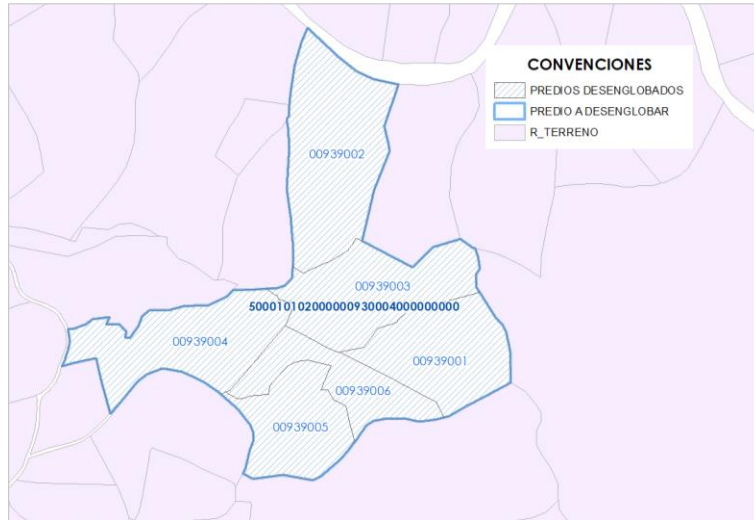 CONVENCIONES
PREDIOS DESENGLOBADOS
PREDIO A DESENGLOBAR
R_TERRENO
00939002
00939003
500010102000000930004000000000
00939004
00939001
00939006
00939005